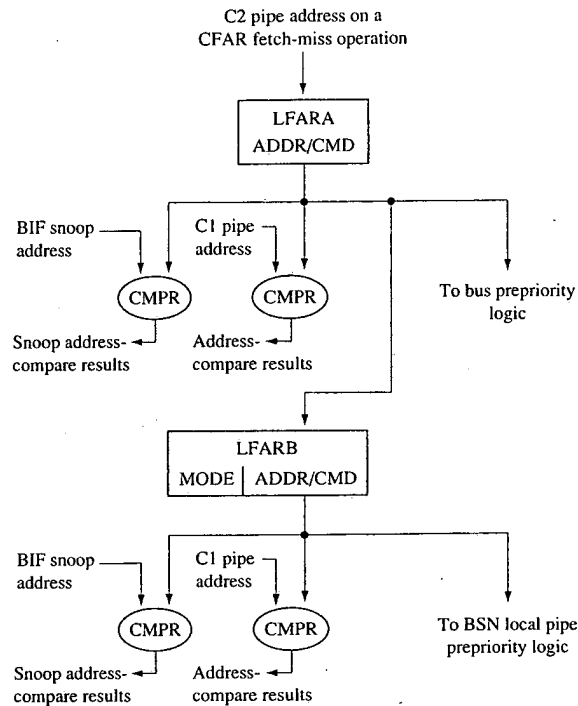 C2 pipe address on a
CFAR fetch-miss operation
LFARA
ADDR/CMD
BIF snoop
address
C1 pipe
address
CMPR
CMPR
To bus prepriority
logic
Snoop address-
compare results
Address-
compare results
LFARB
MODE
ADDR/CMD
BIF snoop
address
C1 pipe
address
CMPR
CMPR
To BSN local pipe
prepriority logic
Snoop address-
compare results
Address-
compare results